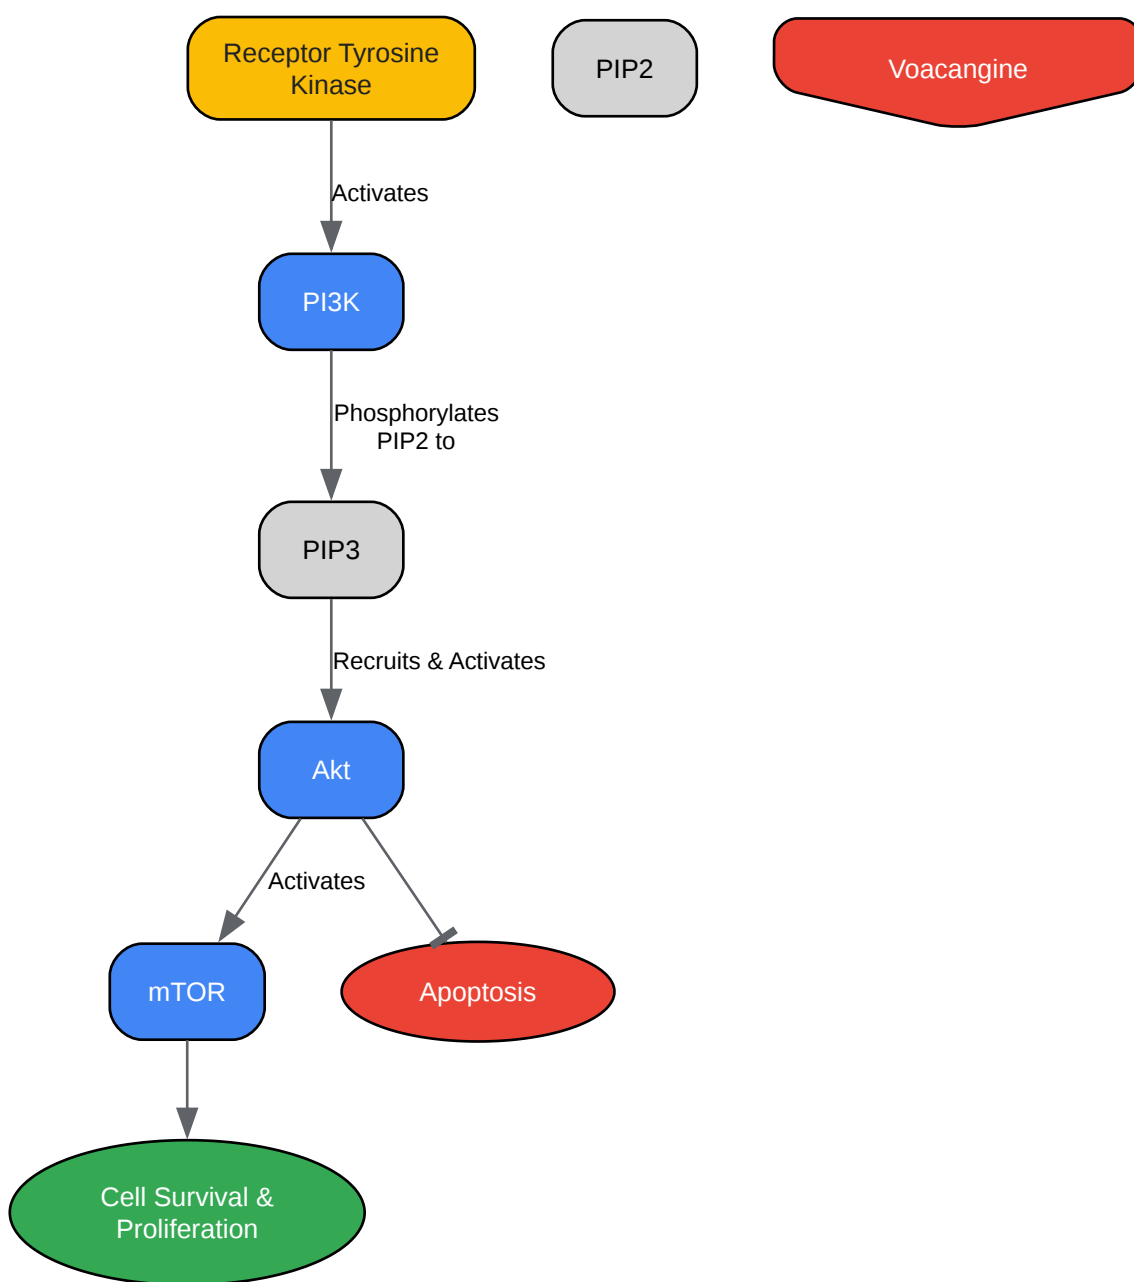 Receptor Tyrosine
Kinase
PIP2
Voacangine
Activates
PI3K
Phosphorylates
PIP2 to
PIP3
Recruits & Activates
Akt
Activates
mTOR
Apoptosis
Cell Survival &
Proliferation